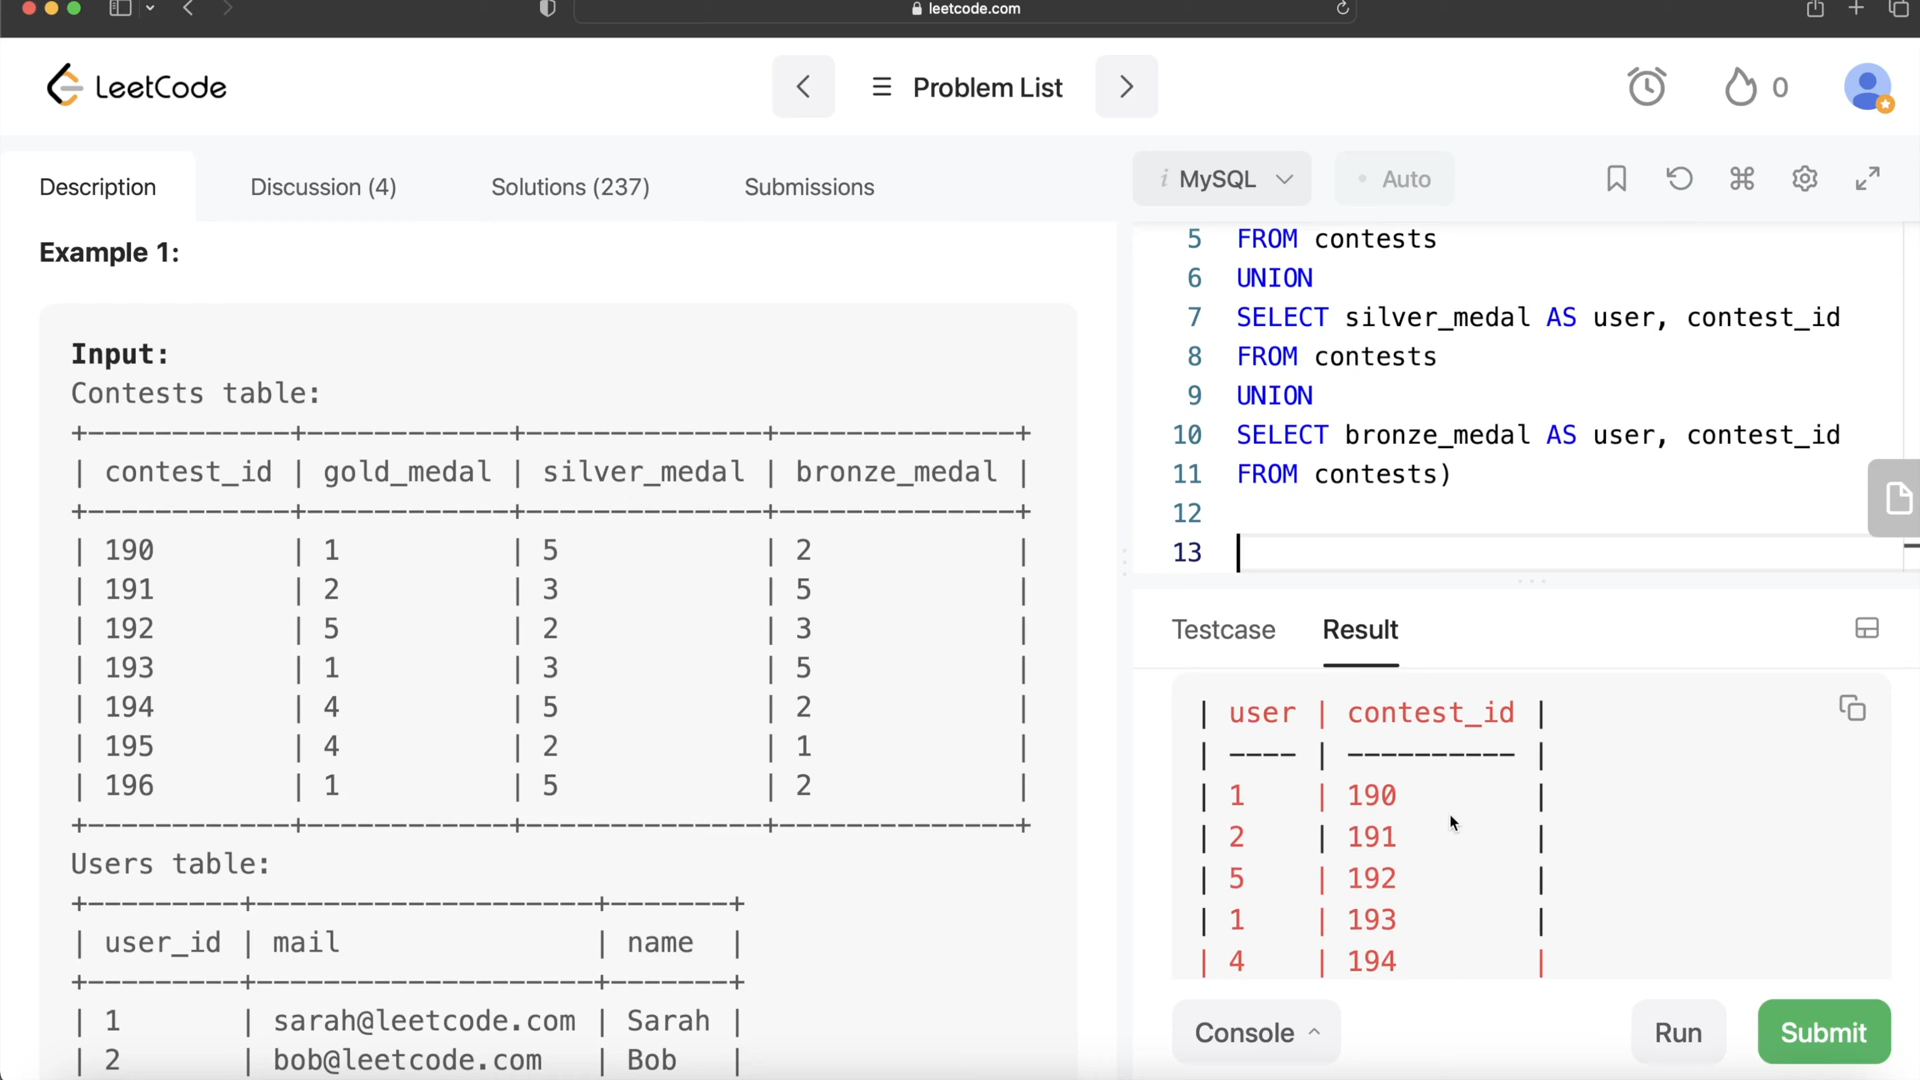 leetcode.com
LeetCode
Problem List
0
Description
Discussion (4)
Solutions (237)
Submissions
i MySQL
• Auto
Example 1:
Input:
Contests table:
+------------+------------+--------------+--------------+
| contest_id | gold_medal | silver_medal | bronze_medal |
+------------+------------+--------------+--------------+
| 190 | 1 | 5 | 2 |
| 191 | 2 | 3 | 5 |
| 192 | 5 | 2 | 3 |
| 193 | 1 | 3 | 5 |
| 194 | 4 | 5 | 2 |
| 195 | 4 | 2 | 1 |
| 196 | 1 | 5 | 2 |
+------------+------------+--------------+--------------+
Users table:
+---------+--------------------+-------+
| user_id | mail | name |
+---------+--------------------+-------+
| 1 | sarah@leetcode.com | Sarah |
| 2 | bob@leetcode.com | Bob |
5 FROM contests
6 UNION
7 SELECT silver_medal AS user, contest_id
8 FROM contests
9 UNION
10 SELECT bronze_medal AS user, contest_id
11 FROM contests)
12
13
Testcase
Result
| user | contest_id |
| ---- | ---------- |
| 1 | 190 |
| 2 | 191 |
| 5 | 192 |
| 1 | 193 |
| 4 | 194 |
Console
Run
Submit